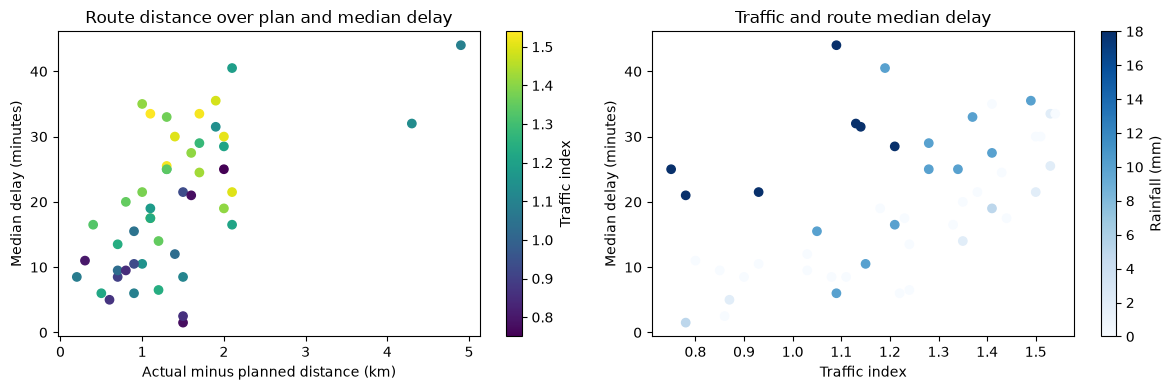 Route distance over plan and median delay
Median delay (minutes)
40
30
20
10
0
0 1 2 3 4 5
Actual minus planned distance (km)
1.5
1.4
1.3
1.2
1.1
1.0
0.9
0.8
Traffic index
Traffic and route median delay
Median delay (minutes)
40
30
20
10
0
0.8 0.9 1.0 1.1 1.2 1.3 1.4 1.5
Traffic index
18
16
14
12
10
8
6
4
2
0
Rainfall (mm)